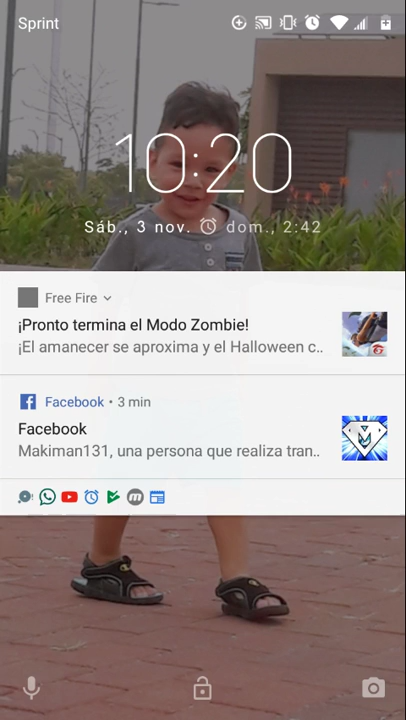 Sprint
10:20
Sáb., 3 nov. dom., 2:42
Free Fire
¡Pronto termina el Modo Zombie!
¡El amanecer se aproxima y el Halloween c..
Facebook • 3 min
Facebook
Makiman131, una persona que realiza tran..